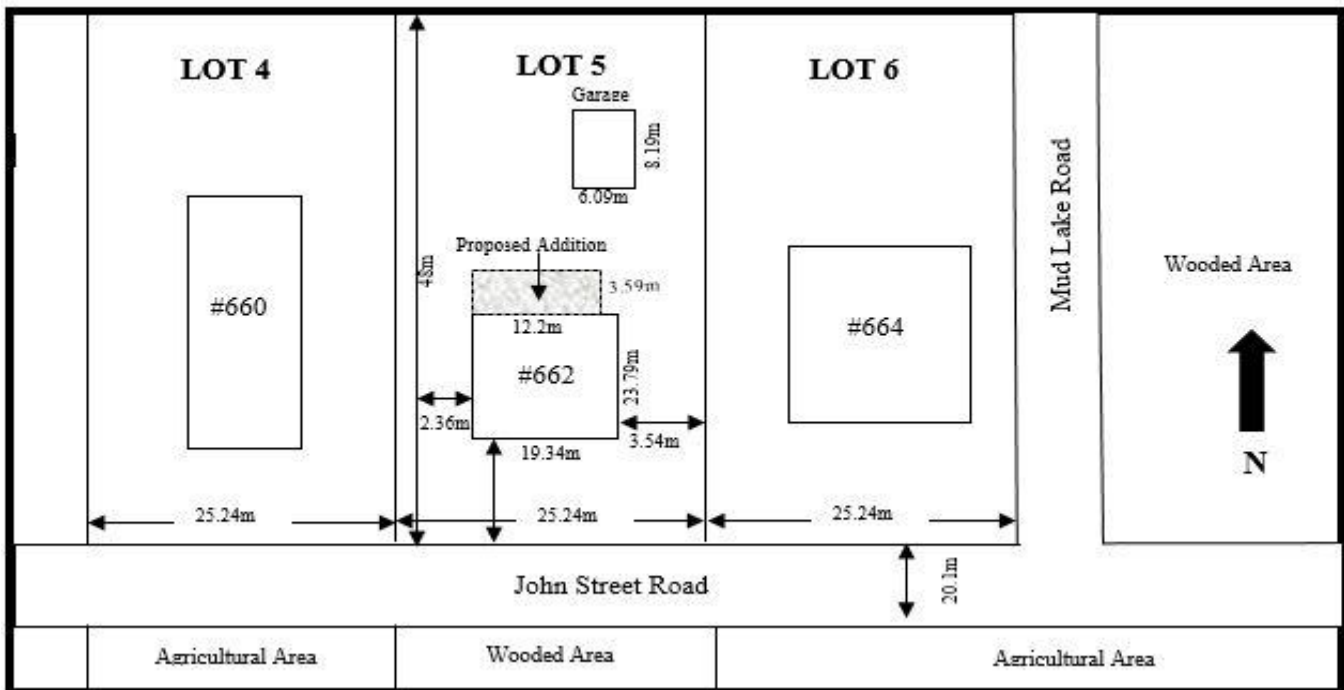 LOT 4
LOT 5
LOT 6
Garage
8.19m
6.09m
Mud Lake Road
Proposed Addition
48m
3.59m
Wooded Area
#660
12.2m
#664
#662
23.79m
2.36m
3.54m
19.34m
N
25.24m
25.24m
25.24m
John Street Road
20.1m
Agricultural Area
Wooded Area
Agricultural Area